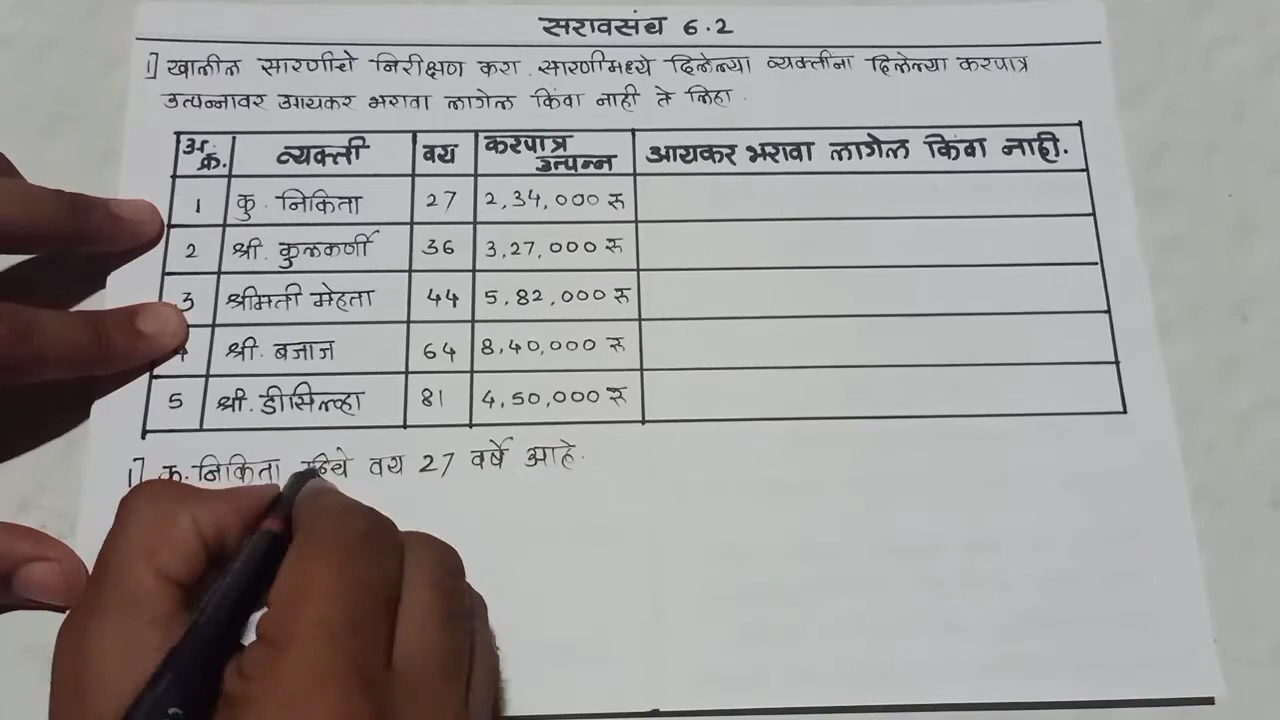 सरावसंच 6.2
1] खालील सारणीचे निरीक्षण करा. सारणीमध्ये दिलेल्या व्यक्तींना दिलेल्या करपात्र
उत्पन्नावर आयकर भरावा लागेल किंवा नाही ते लिहा.
अ. क्र. व्यक्ती वय करपात्र उत्पन्न आयकर भरावा लागेल किंवा नाही.
1 कु. निकिता 27 2,34,000 रु
2 श्री. कुलकर्णी 36 3,27,000 रु
3 श्रीमती मेहता 44 5,82,000 रु
श्री. बजाज 64 8,40,000 रु
5 श्री. डीसिल्व्हा 81 4,50,000 रु
1] कु. निकिता वय 27 वर्षे आहे.